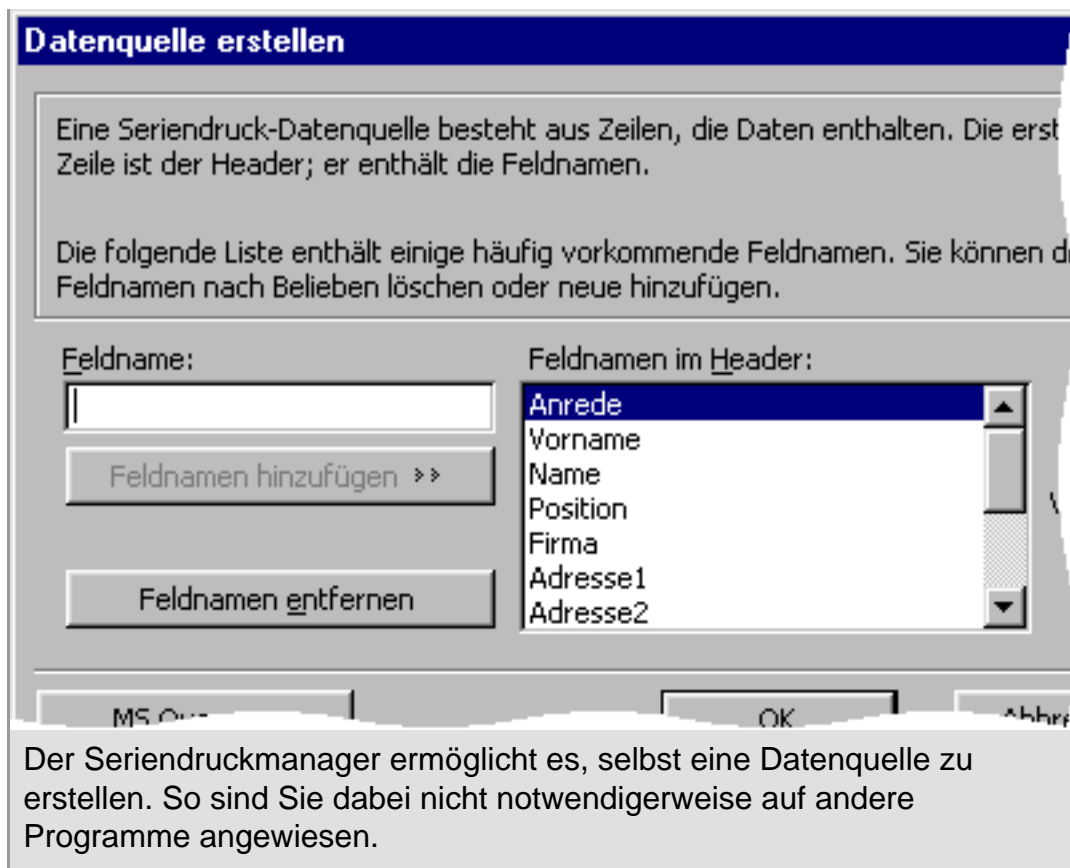 Datenquelle erstellen
Eine Seriendruck-Datenquelle besteht aus Zeilen, die Daten enthalten. Die erst
Zeile ist der Header; er enthält die Feldnamen.
Die folgende Liste enthält einige häufig vorkommende Feldnamen. Sie können
Feldnamen nach Belieben löschen oder neue hinzufügen.
Feldname:
Feldnamen hinzufügen >>
Feldnamen entfernen
Feldnamen im Header:
Anrede
Vorname
Name
Position
Firma
Adresse1
Adresse2
MS
OK
Der Seriendruckmanager ermöglicht es, selbst eine Datenquelle zu
erstellen. So sind Sie dabei nicht notwendigerweise auf andere
Programme angewiesen.